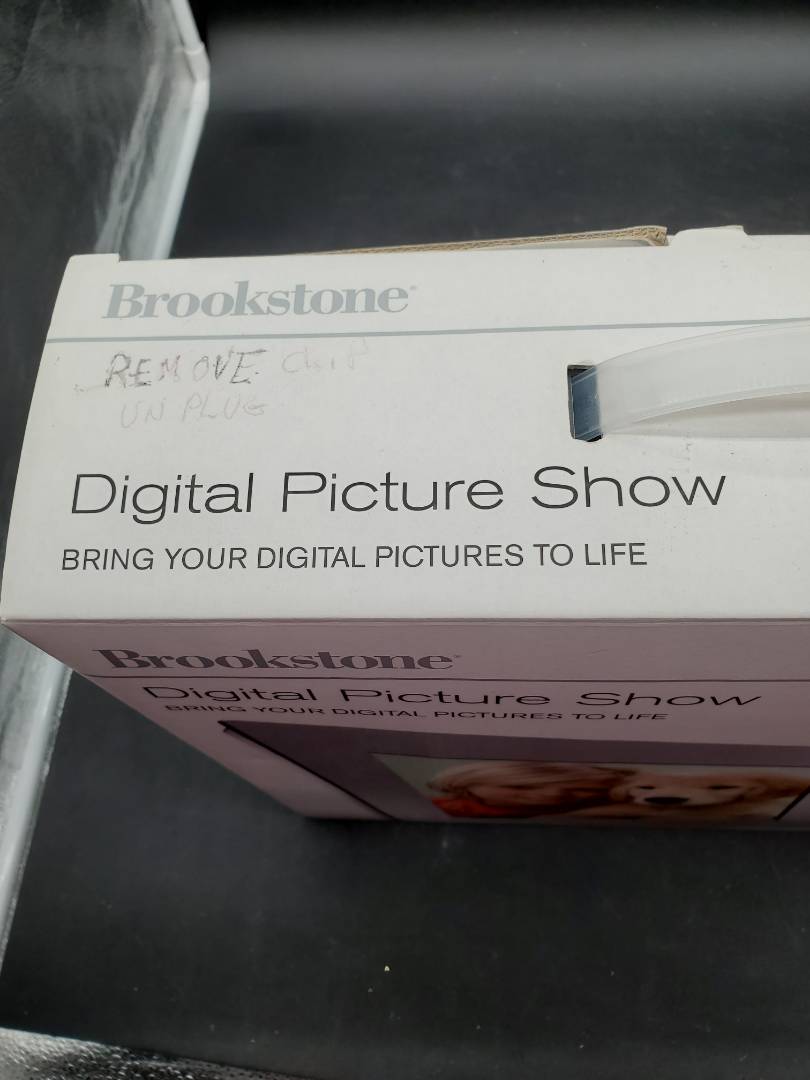 Brookstone®
REMOVE Chip
UN PLUG
Digital Picture Show
BRING YOUR DIGITAL PICTURES TO LIFE
Brookstone®
Digital Picture Show
BRING YOUR DIGITAL PICTURES TO LIFE